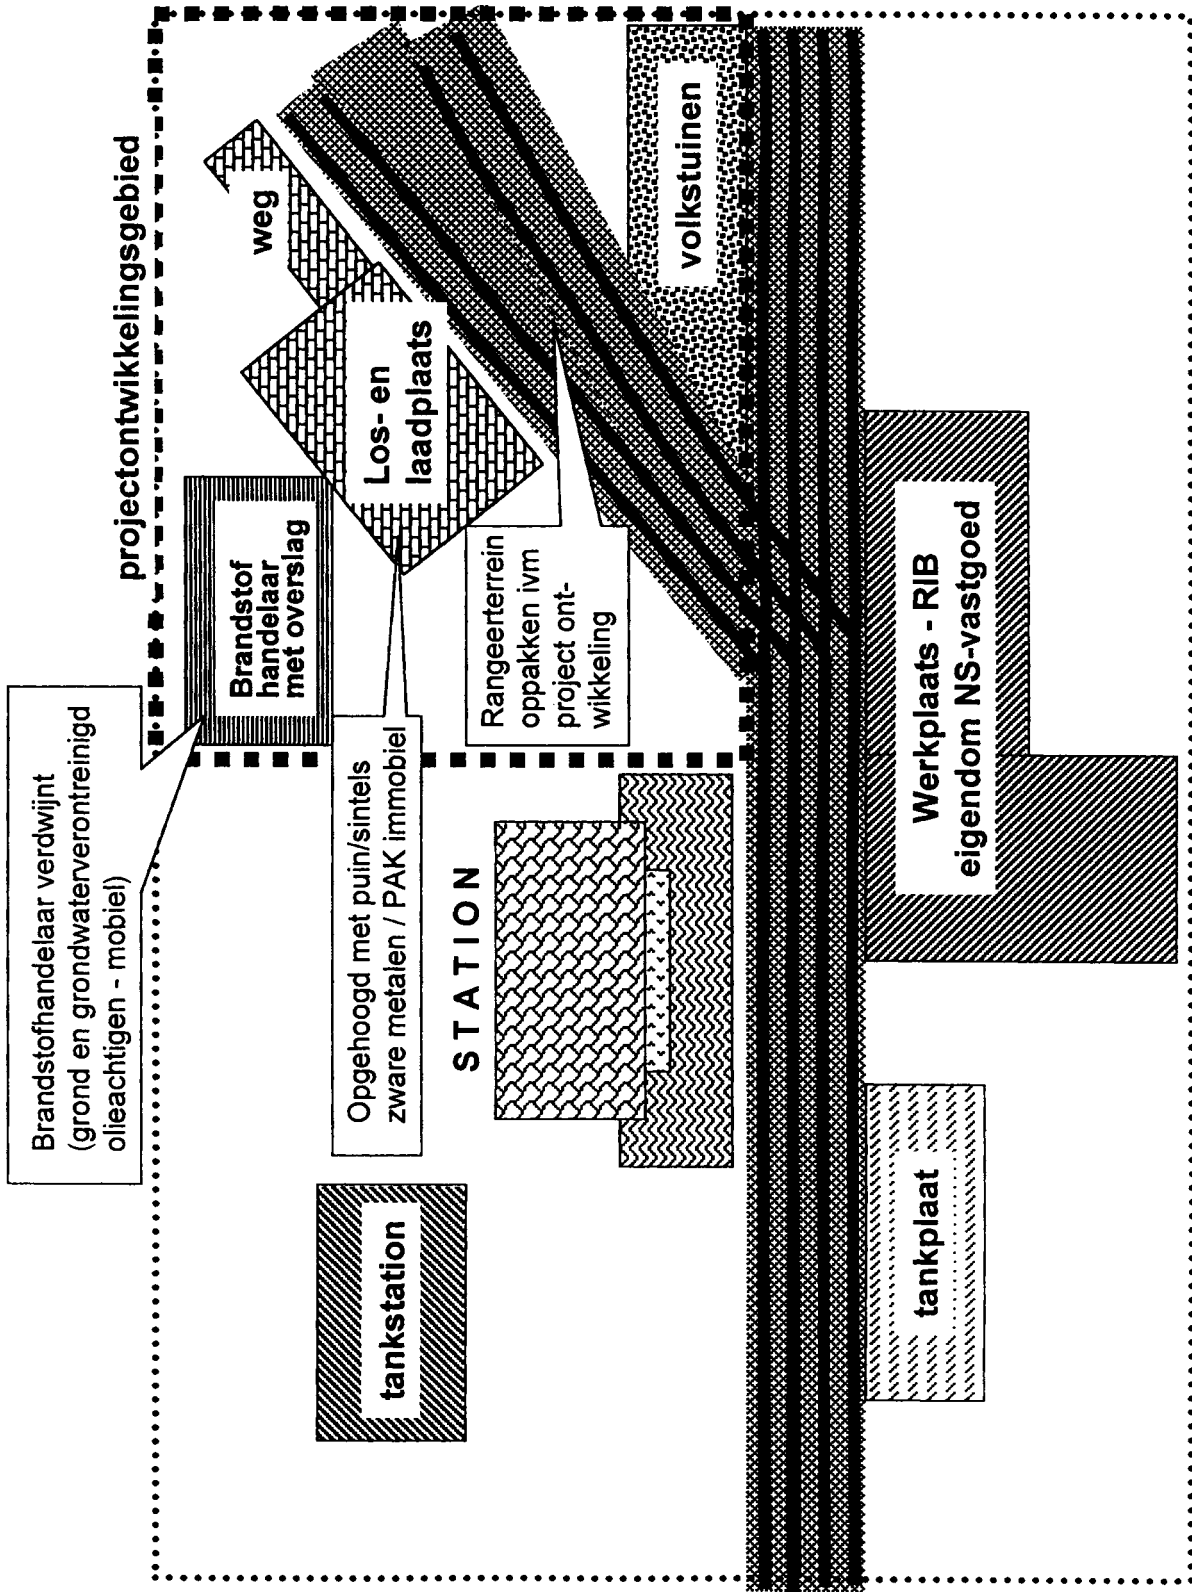 Brandstofhandelaar verdwijnt
(grond en grondwaterverontreinigd
olieachtigen - mobiel)
projectontwikkelingsgebied
Brandstof
handelaar
met overslag
weg
Los- en
laadplaats
Opgehoogd met puin/sintels
zware metalen / PAK immobiel
Rangeerterrein
oppakken ivm
project ont-
wikkeling
tankstation
STATION
volkstuinen
tankplaat
Werkplaats - RIB
eigendom NS-vastgoed